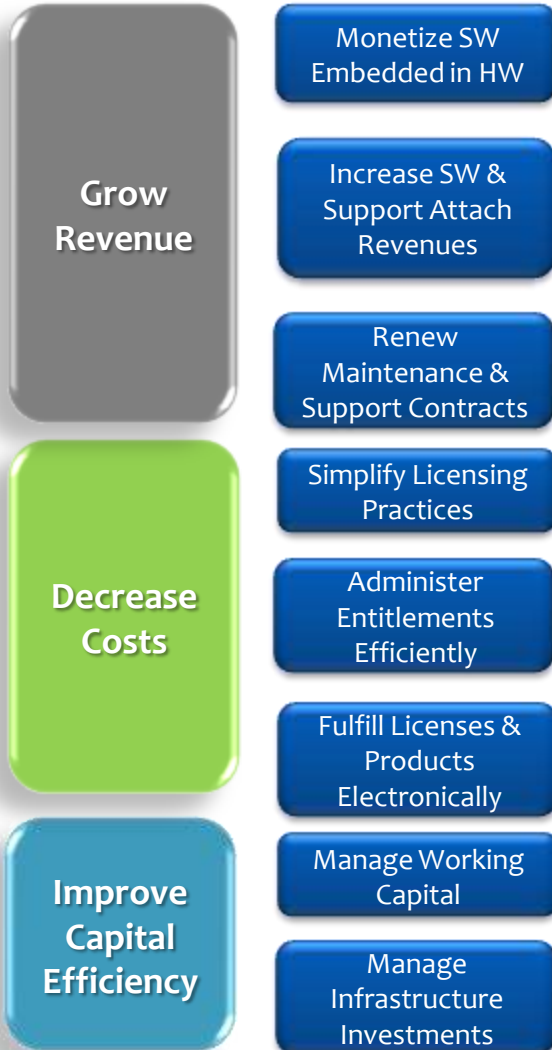 Grow
Revenue
Monetize SW
Embedded in HW
Increase SW &
Support Attach
Revenues
Renew
Maintenance &
Support Contracts
Decrease
Costs
Simplify Licensing
Practices
Administer
Entitlements
Efficiently
Fulfill Licenses &
Products
Electronically
Improve
Capital
Efficiency
Manage Working
Capital
Manage
Infrastructure
Investments